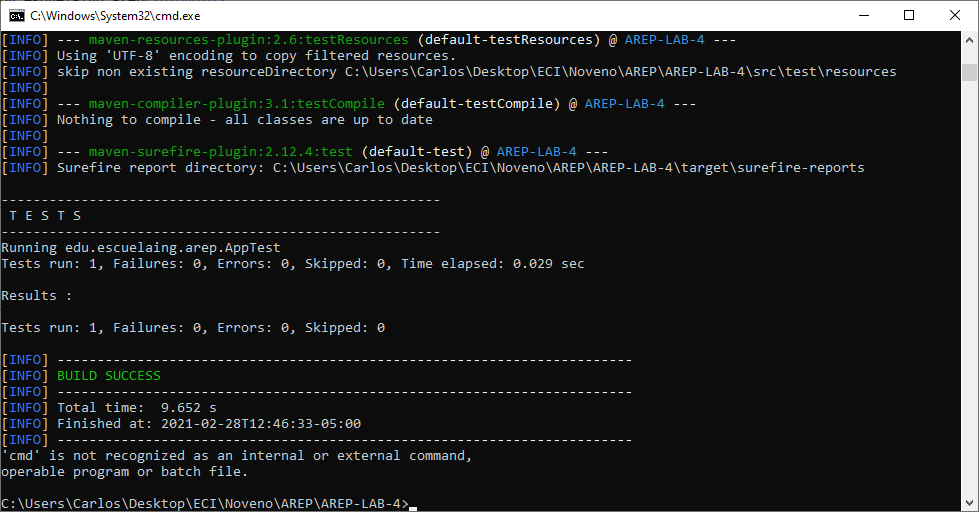 C:\Windows\System32\cmd.exe
[INFO] --- maven-resources-plugin:2.6:testResources (default-testResources) @ AREP-LAB-4 ---
[INFO] Using 'UTF-8' encoding to copy filtered resources.
[INFO] skip non existing resourceDirectory C:\Users\Carlos\Desktop\ECI\Noveno\AREP\AREP-LAB-4\src\test\resources
[INFO]
[INFO] --- maven-compiler-plugin:3.1:testCompile (default-testCompile) @ AREP-LAB-4 ---
[INFO] Nothing to compile - all classes are up to date
[INFO]
[INFO] --- maven-surefire-plugin:2.12.4:test (default-test) @ AREP-LAB-4 ---
[INFO] Surefire report directory: C:\Users\Carlos\Desktop\ECI\Noveno\AREP\AREP-LAB-4\target\surefire-reports
-------------------------------------------------------
 T E S T S
-------------------------------------------------------
Running edu.escuelaing.arep.AppTest
Tests run: 1, Failures: 0, Errors: 0, Skipped: 0, Time elapsed: 0.029 sec
Results :
Tests run: 1, Failures: 0, Errors: 0, Skipped: 0
[INFO] ------------------------------------------------------------------------
[INFO] BUILD SUCCESS
[INFO] ------------------------------------------------------------------------
[INFO] Total time:  9.652 s
[INFO] Finished at: 2021-02-28T12:46:33-05:00
[INFO] ------------------------------------------------------------------------
'cmd' is not recognized as an internal or external command,
operable program or batch file.
C:\Users\Carlos\Desktop\ECI\Noveno\AREP\AREP-LAB-4>